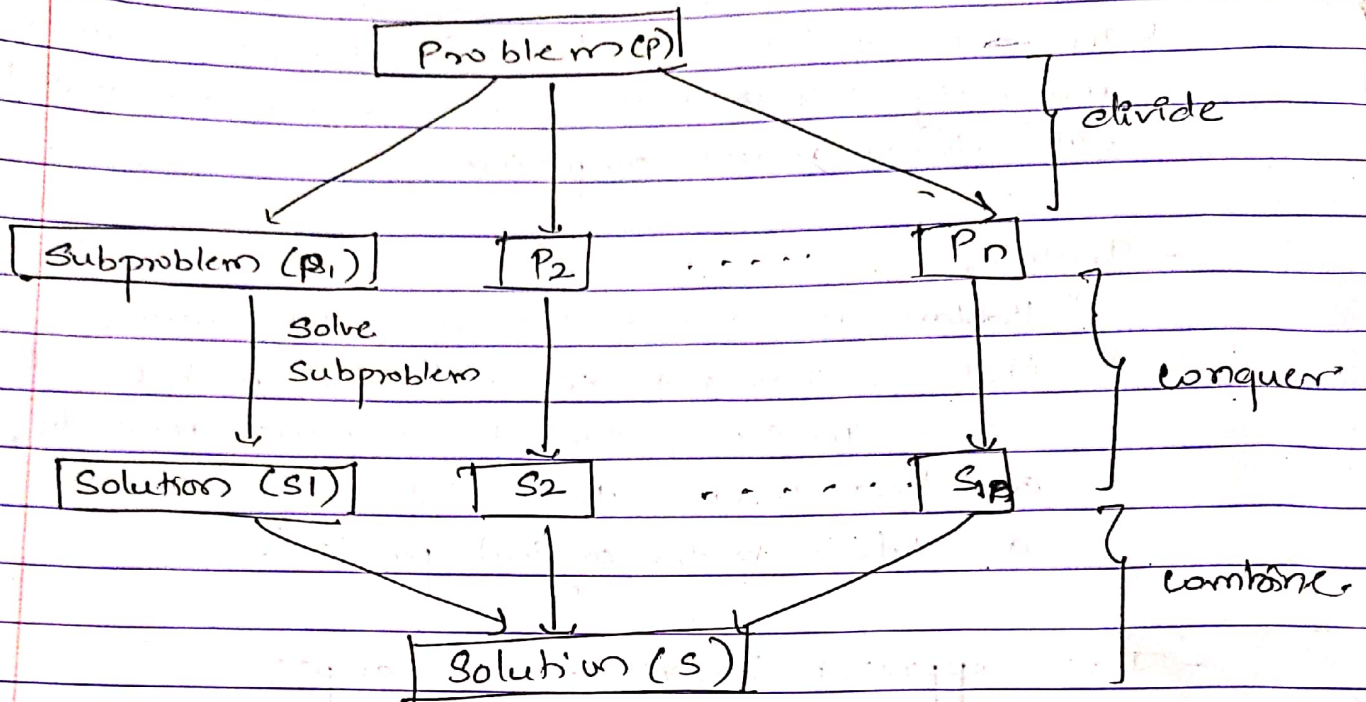 Problem (P)
divide
Subproblem (P1)
P2
.....
Pn
Solve
Subproblem
conquer
Solution (S1)
S2
.......
combine.
Solution (S)